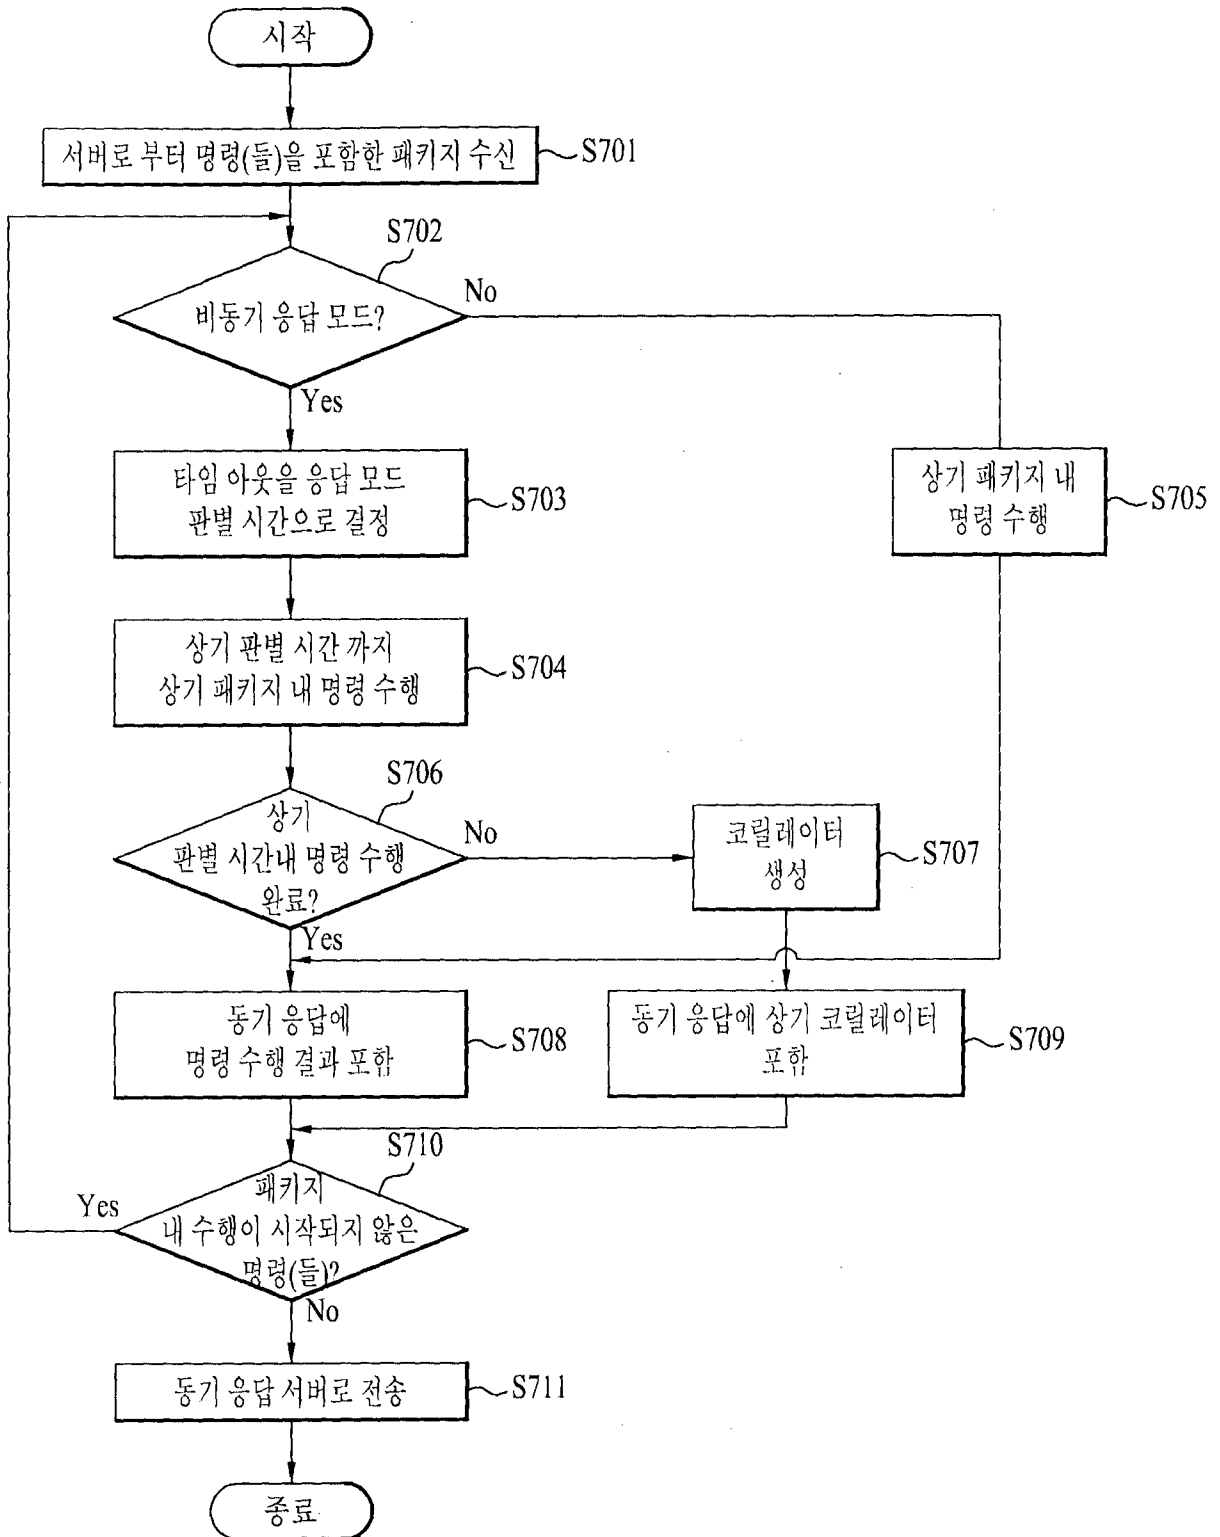 시작
서버로 부터 명령(들)을 포함한 패키지 수신
S701
S702
비동기 응답 모드?
No
Yes
타임 아웃을 응답 모드
판별 시간으로 결정
S703
상기 패키지 내
명령 수행
S705
상기 판별 시간 까지
상기 패키지 내 명령 수행
S704
S706
상기
판별 시간내 명령 수행
완료?
No
Yes
코릴레이터
생성
S707
동기 응답에
명령 수행 결과 포함
S708
동기 응답에 상기 코릴레이터
포함
S709
S710
패키지
내 수행이 시작되지 않은
명령(들)?
Yes
No
동기 응답 서버로 전송
S711
종료